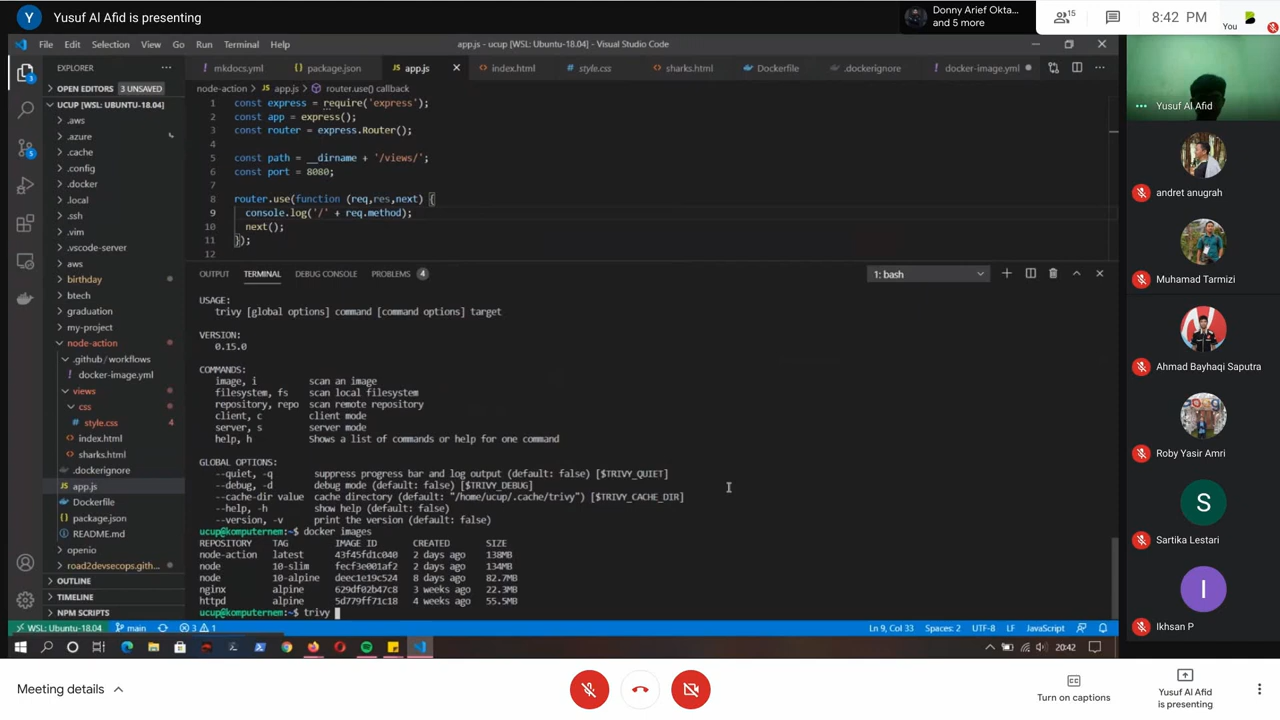 Y Yusuf Al Afid is presenting
Donny Arief Okta...
and 5 more
15
8:42 PM
You
File Edit Selection View Go Run Terminal Help
app.js - ucup [WSL: Ubuntu-18.04] - Visual Studio Code
EXPLORER
mkdocs.yml package.json app.js index.html style.css sharks.html Dockerfile .dockerignore docker-image.yml
OPEN EDITORS 3 UNSAVED
node-action > app.js > router.use() callback
UCUP [WSL: UBUNTU-18.04]
.aws
.azure
.cache
.config
.docker
.local
.ssh
.vim
.vscode-server
aws
birthday
btech
graduation
my-project
node-action
.github/workflows
docker-image.yml
views
css
style.css 4
index.html
sharks.html
.dockerignore
app.js
Dockerfile
package.json
README.md
openio
road2devsecops.gith...
OUTLINE
TIMELINE
NPM SCRIPTS
3
5
1 const express = require('express');
2 const app = express();
3 const router = express.Router();
4
5 const path = __dirname + '/views/';
6 const port = 8080;
7
8 router.use(function (req,res,next) {
9 console.log('/' + req.method);
10 next();
11 });
12
OUTPUT TERMINAL DEBUG CONSOLE PROBLEMS 4
1: bash
USAGE:
trivy [global options] command [command options] target
VERSION:
0.15.0
COMMANDS:
image, i scan an image
filesystem, fs scan local filesystem
repository, repo scan remote repository
client, c client mode
server, s server mode
help, h Shows a list of commands or help for one command
GLOBAL OPTIONS:
--quiet, -q suppress progress bar and log output (default: false) [$TRIVY_QUIET]
--debug, -d debug mode (default: false) [$TRIVY_DEBUG]
--cache-dir value cache directory (default: "/home/ucup/.cache/trivy") [$TRIVY_CACHE_DIR]
--help, -h show help (default: false)
--version, -v print the version (default: false)
ucup@komputernem:~$ docker images
REPOSITORY TAG IMAGE ID CREATED SIZE
node-action latest 43f45fd1c040 2 days ago 138MB
node 10-slim fecf3e001af2 2 days ago 134MB
node 10-alpine deec1e19c524 8 days ago 82.7MB
nginx alpine 629df02b47c8 3 weeks ago 22.3MB
httpd alpine 5d779ff71c18 4 weeks ago 55.5MB
ucup@komputernem:~$ trivy
WSL: Ubuntu-18.04 main 3 1
Ln 9, Col 33 Spaces: 2 UTF-8 LF JavaScript
20:42
Yusuf Al Afid
andret anugrah
Muhamad Tarmizi
Ahmad Bayhaqi Saputra
Roby Yasir Amri
S
Sartika Lestari
I
Ikhsan P
Meeting details
CC
Turn on captions
Yusuf Al Afid
is presenting